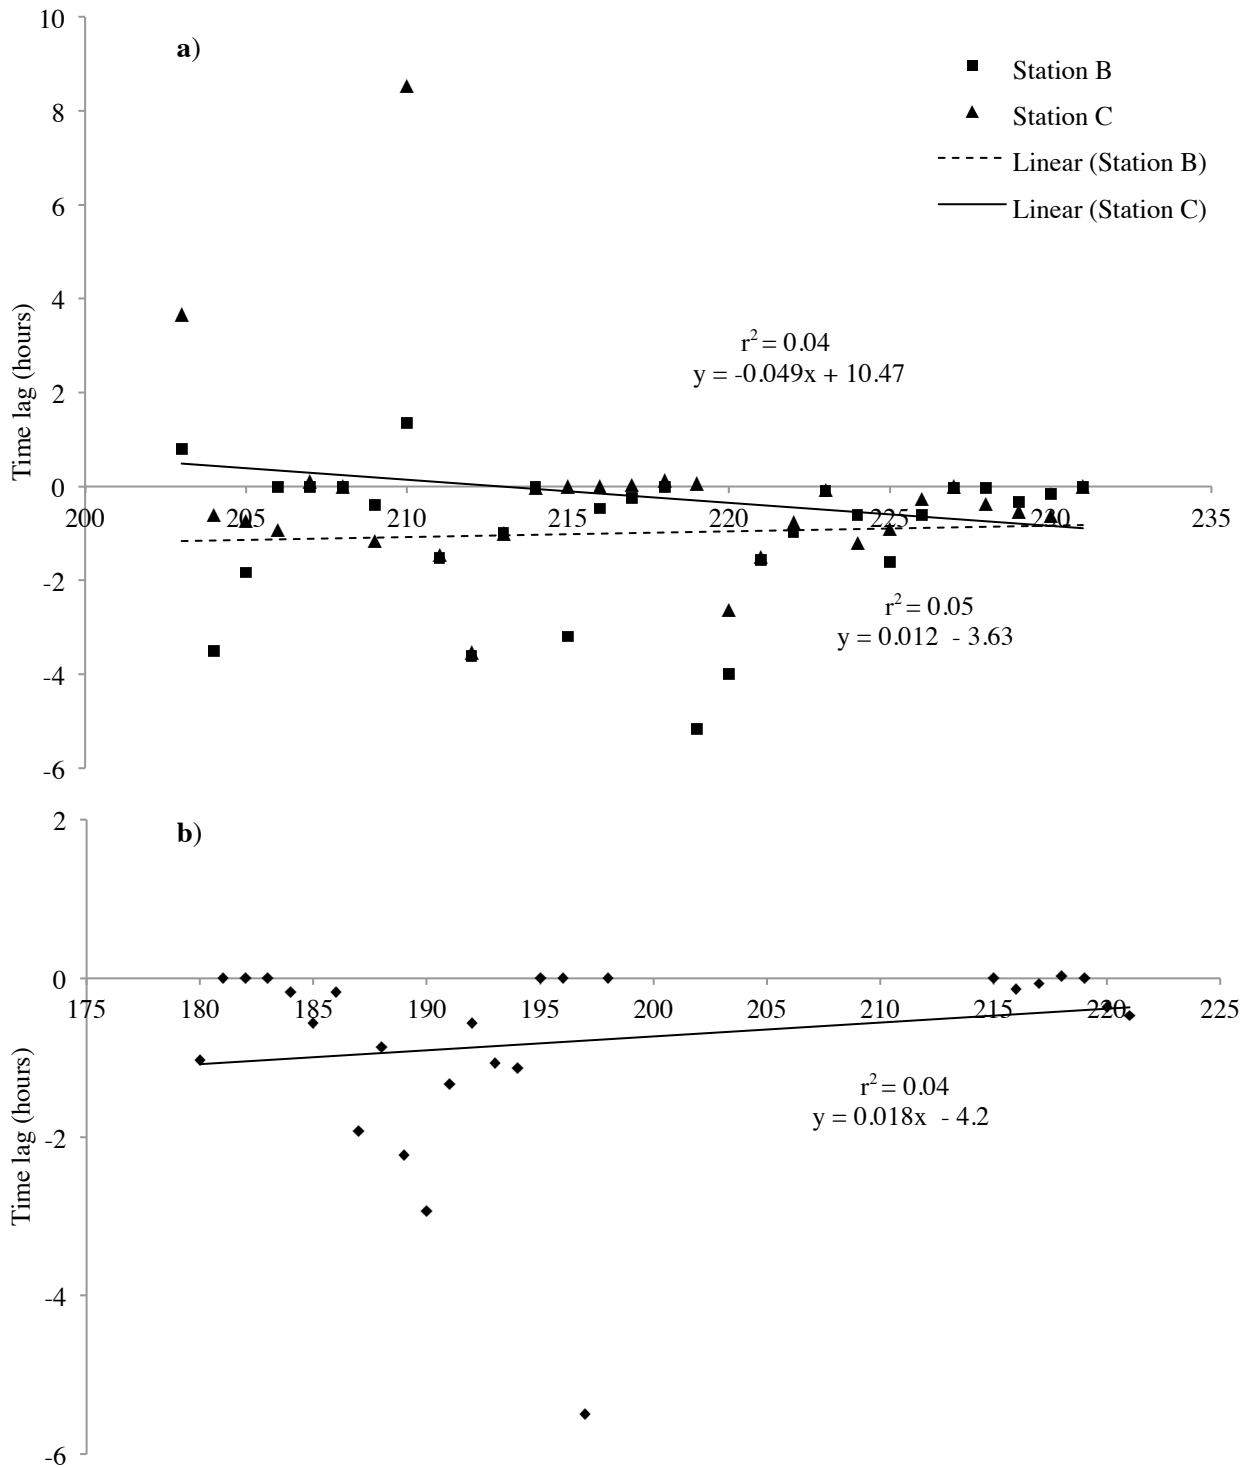 a)
10
8
6
4
2
0
-2
-4
-6
Time lag (hours)
Station B
Station C
Linear (Station B)
Linear (Station C)
r² = 0.04
y = -0.049x + 10.47
200 205 210 215 220 225 230 235
r² = 0.05
y = 0.012 - 3.63
b)
2
0
-2
-4
-6
Time lag (hours)
175 180 185 190 195 200 205 210 215 220 225
r² = 0.04
y = 0.018x - 4.2